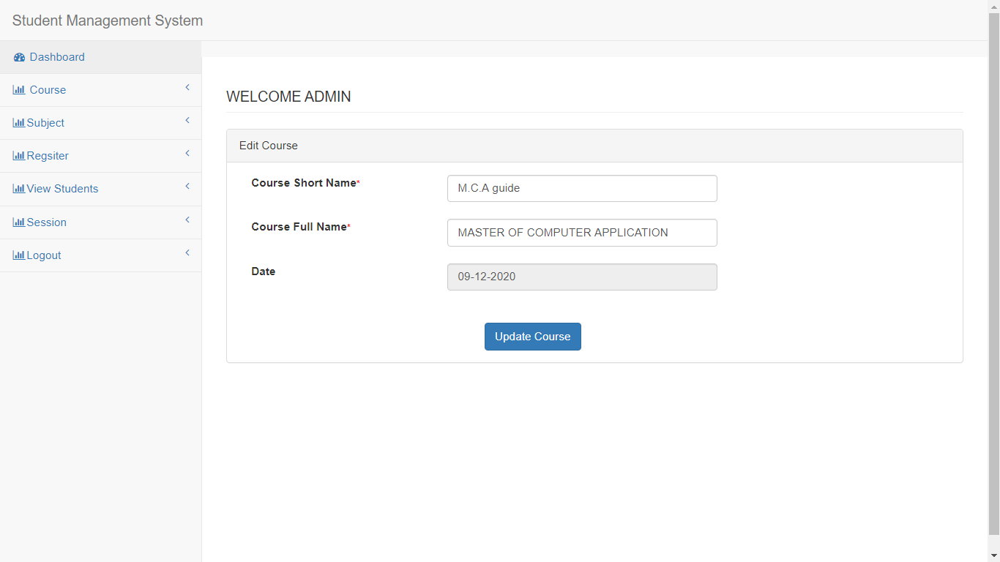 Student Management System
Dashboard
Course
Subject
Regsiter
View Students
Session
Logout
WELCOME ADMIN
Edit Course
Course Short Name*
M.C.A guide
Course Full Name*
MASTER OF COMPUTER APPLICATION
Date
09-12-2020
Update Course